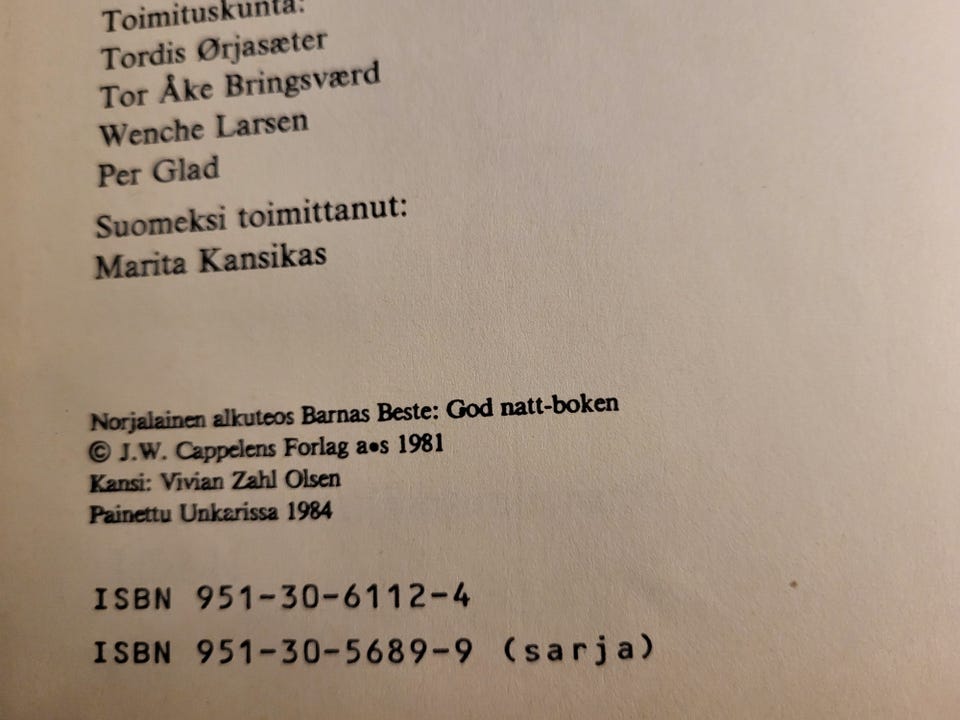 Toimituskunta:
Tordis Ørjasæter
Tor Åke Bringsværd
Wenche Larsen
Per Glad
Suomeksi toimittanut:
Marita Kansikas
Norjalainen alkuteos Barnas Beste: God natt-boken
© J.W. Cappelens Forlag a•s 1981
Kansi: Vivian Zahl Olsen
Painettu Unkarissa 1984
ISBN 951-30-6112-4
ISBN 951-30-5689-9 (sarja)